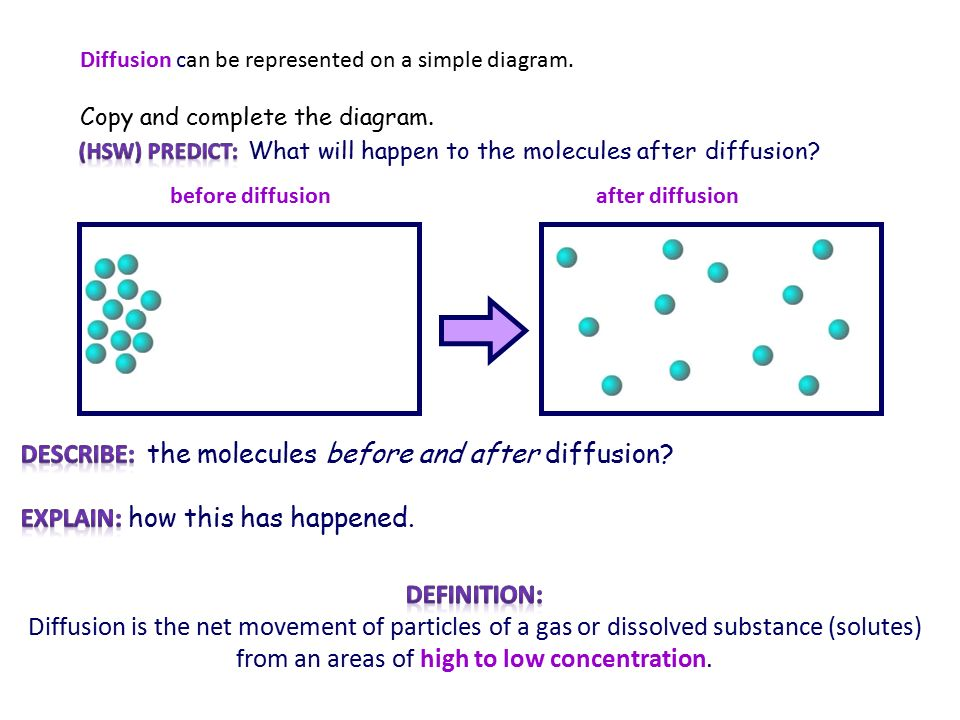 Diffusion can be represented on a simple diagram.
Copy and complete the diagram.
(HSW) PREDICT: What will happen to the molecules after diffusion?
before diffusion
after diffusion
DESCRIBE: the molecules before and after diffusion?
EXPLAIN: how this has happened.
DEFINITION:
Diffusion is the net movement of particles of a gas or dissolved substance (solutes)
from an areas of high to low concentration.